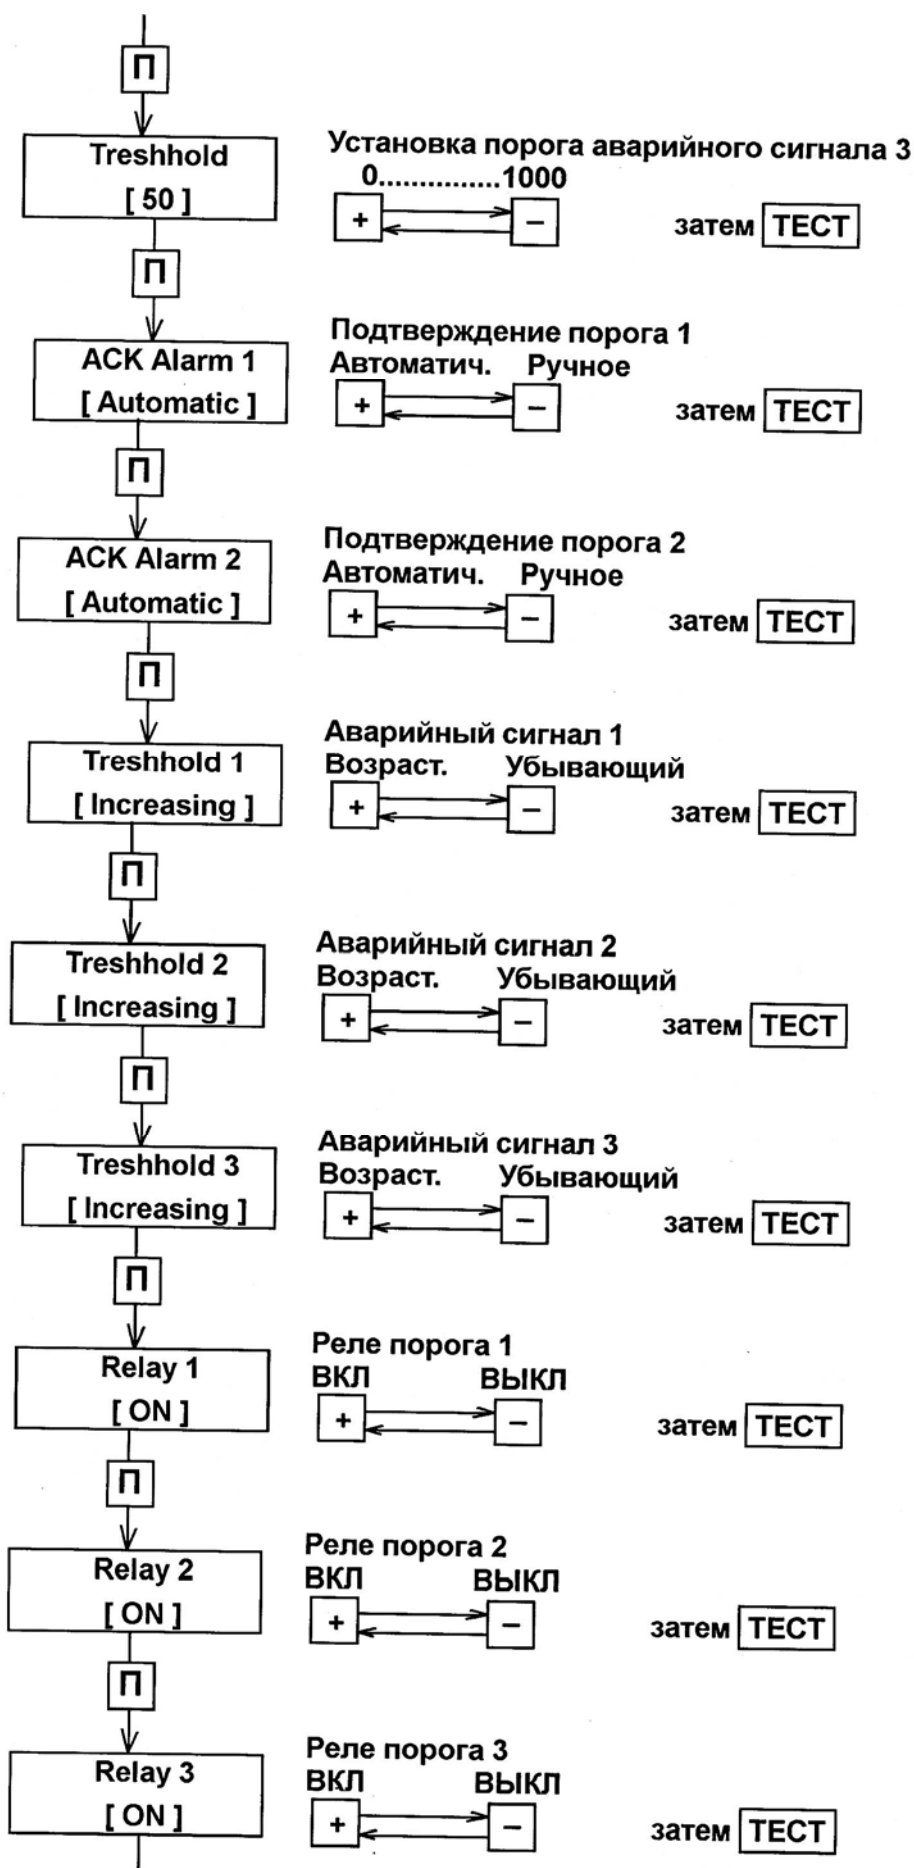 П
Treshhold
[ 50 ]
Установка порога аварийного сигнала 3
0...............1000
+ –
затем ТЕСТ
П
ACK Alarm 1
[ Automatic ]
Подтверждение порога 1
Автоматич. Ручное
+ –
затем ТЕСТ
П
ACK Alarm 2
[ Automatic ]
Подтверждение порога 2
Автоматич. Ручное
+ –
затем ТЕСТ
П
Treshhold 1
[ Increasing ]
Аварийный сигнал 1
Возраст. Убывающий
+ –
затем ТЕСТ
П
Treshhold 2
[ Increasing ]
Аварийный сигнал 2
Возраст. Убывающий
+ –
затем ТЕСТ
П
Treshhold 3
[ Increasing ]
Аварийный сигнал 3
Возраст. Убывающий
+ –
затем ТЕСТ
П
Relay 1
[ ON ]
Реле порога 1
ВКЛ ВЫКЛ
+ –
затем ТЕСТ
П
Relay 2
[ ON ]
Реле порога 2
ВКЛ ВЫКЛ
+ –
затем ТЕСТ
П
Relay 3
[ ON ]
Реле порога 3
ВКЛ ВЫКЛ
+ –
затем ТЕСТ